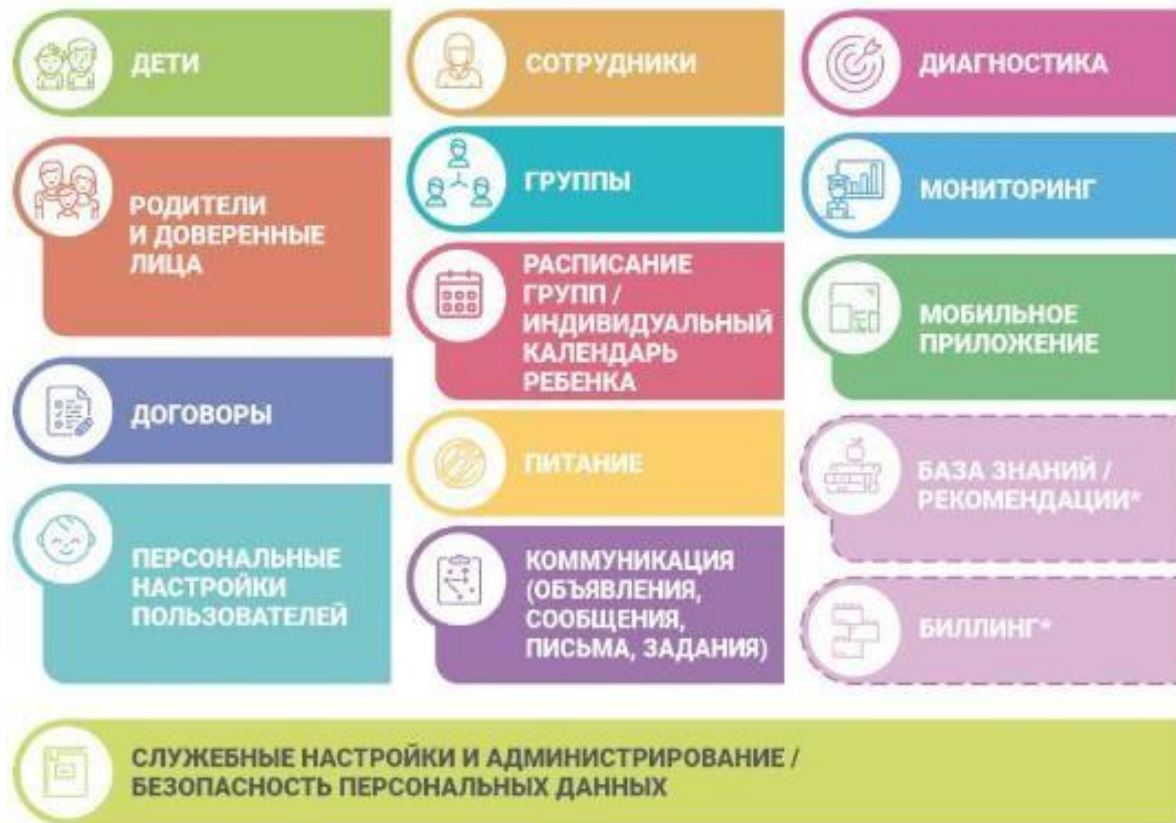 ДЕТИ
РОДИТЕЛИ
И ДОВЕРЕННЫЕ
ЛИЦА
ДОГОВОРЫ
ПЕРСОНАЛЬНЫЕ
НАСТРОЙКИ
ПОЛЬЗОВАТЕЛЕЙ
СОТРУДНИКИ
ГРУППЫ
РАСПИСАНИЕ
ГРУПП /
ИНДИВИДУАЛЬНЫЙ
КАЛЕНДАРЬ
РЕБЕНКА
ПИТАНИЕ
КОММУНИКАЦИЯ
(ОБЪЯВЛЕНИЯ,
СООБЩЕНИЯ,
ПИСЬМА, ЗАДАНИЯ)
ДИАГНОСТИКА
МОНИТОРИНГ
МОБИЛЬНОЕ
ПРИЛОЖЕНИЕ
БАЗА ЗНАНИЙ /
РЕКОМЕНДАЦИИ*
БИЛЛИНГ*
СЛУЖЕБНЫЕ НАСТРОЙКИ И АДМИНИСТРИРОВАНИЕ /
БЕЗОПАСНОСТЬ ПЕРСОНАЛЬНЫХ ДАННЫХ